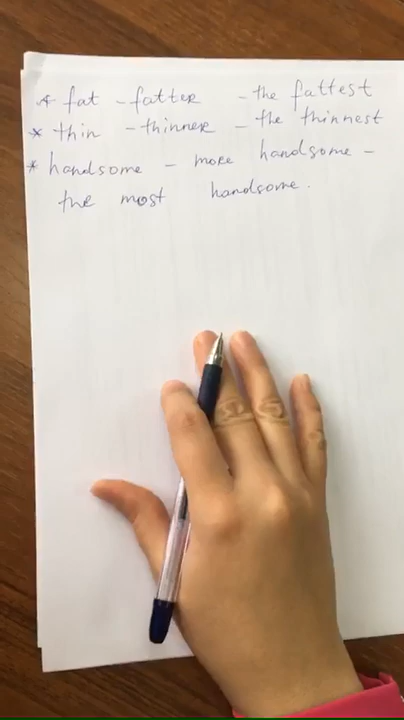 * fat - fatter - the fattest
* thin - thinner - the thinnest
* handsome - more handsome -
the most handsome.